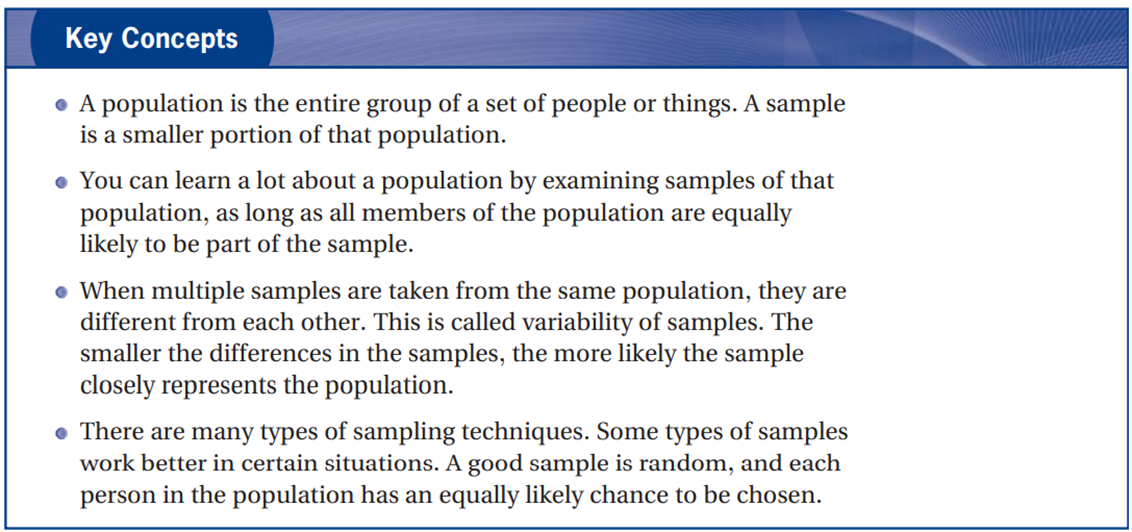 Key Concepts
A population is the entire group of a set of people or things. A sample
is a smaller portion of that population.
You can learn a lot about a population by examining samples of that
population, as long as all members of the population are equally
likely to be part of the sample.
When multiple samples are taken from the same population, they are
different from each other. This is called variability of samples. The
smaller the differences in the samples, the more likely the sample
closely represents the population.
There are many types of sampling techniques. Some types of samples
work better in certain situations. A good sample is random, and each
person in the population has an equally likely chance to be chosen.